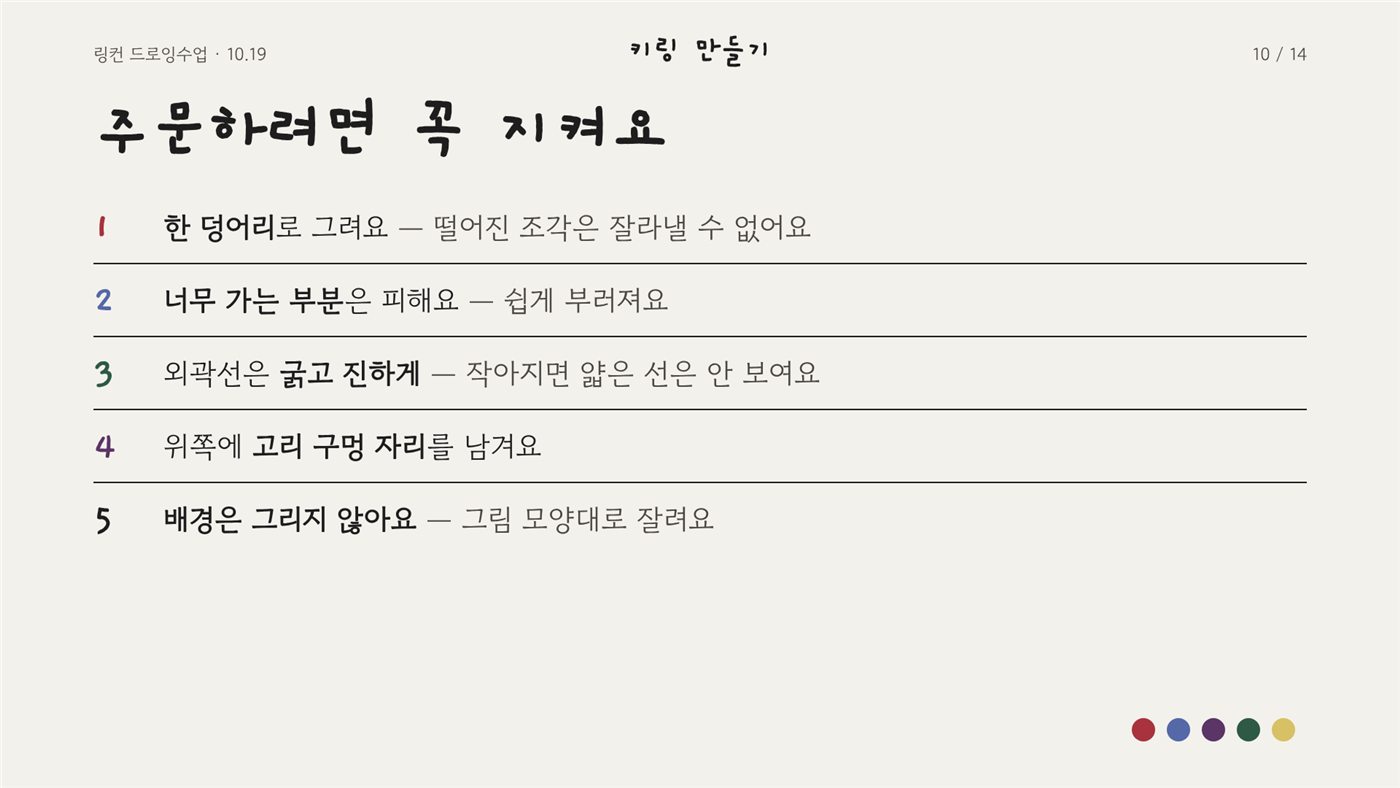 링컨 드로잉수업 · 10.19
키링 만들기
10 / 14
주문하려면 꼭 지켜요
1 한 덩어리로 그려요 — 떨어진 조각은 잘라낼 수 없어요
2 너무 가는 부분은 피해요 — 쉽게 부러져요
3 외곽선은 굵고 진하게 — 작아지면 얇은 선은 안 보여요
4 위쪽에 고리 구멍 자리를 남겨요
5 배경은 그리지 않아요 — 그림 모양대로 잘려요